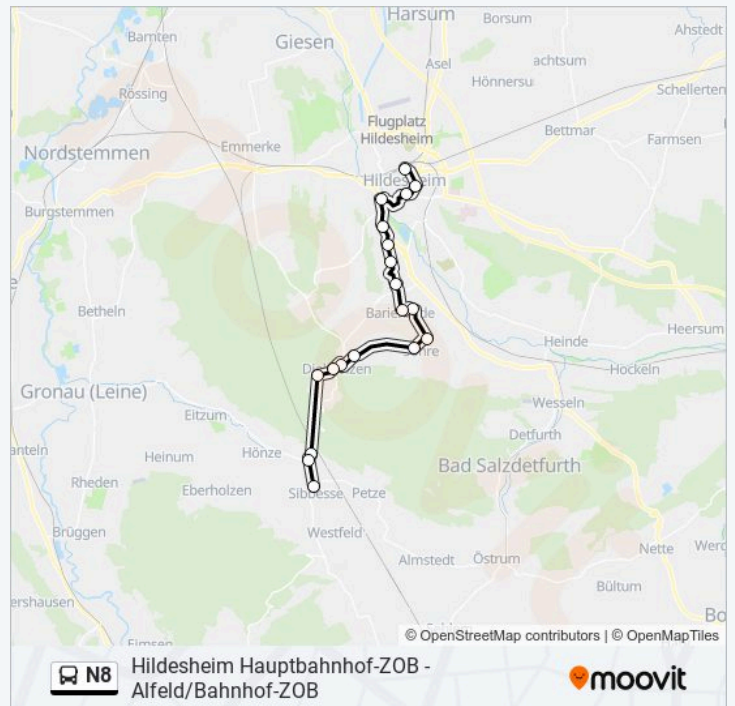 Harsum
Borsum
Barnten
Ahstedt
Giesen
Asel
achtsum
Hönnersu
Rössing
Schellerten
Flugplatz
Hildesheim
Bettmar
Farmsen
Nordstemmen
Emmerke
Hildesheim
Burgstemmen
Betheln
Heersum
Heinde
Hockeln
Gronau (Leine)
Wesseln
Eitzum
Detfurth
Hönze
Heinum
Bad Salzdetfurth
Rheden
Eberholzen
Sibbesse
Petze
Westfeld
Brüggen
Nette
Almstedt
Östrum
Bültum
ershausen
Bo
© OpenStreetMap contributors | © OpenMapTiles
N8
Hildesheim Hauptbahnhof-ZOB -
Alfeld/Bahnhof-ZOB
moovit